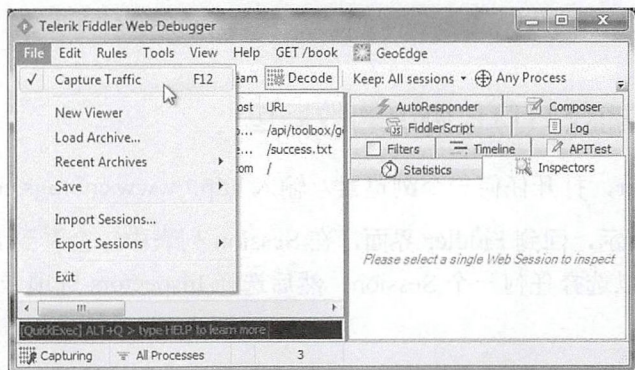 Telerik Fiddler Web Debugger
File Edit Rules Tools View Help GET /book GeoEdge
Capture Traffic F12
eam Decode Keep: All sessions Any Process
New Viewer
Load Archive...
Recent Archives
Save
Import Sessions...
Export Sessions
Exit
ost URL
o... /api/toolbox/g
e... /success.txt
com /
AutoResponder Composer
FiddlerScript Log
Filters Timeline APITest
Statistics Inspectors
Please select a single Web Session to inspect
[QuickExec] ALT+Q > type HELP to learn more
Capturing All Processes 3